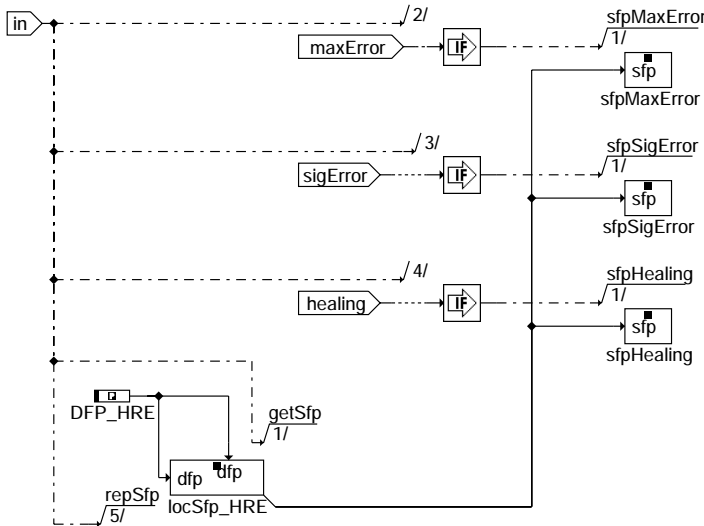 in
2/
sfpMaxError
1/
maxError
IF
sfp
sfpMaxError
3/
sfpSigError
1/
sigError
IF
sfp
sfpSigError
4/
sfpHealing
1/
healing
IF
sfp
sfpHealing
DFP_HRE
getSfp
1/
dfp
dfp
locSfp_HRE
repSfp
5/